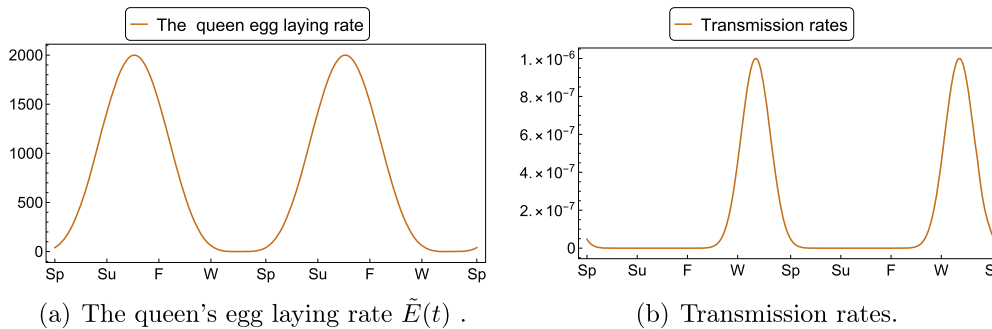 The queen egg laying rate
2000
1500
1000
500
0
Sp Su F W Sp Su F W Sp
(a) The queen's egg laying rate Ẽ(t) .
Transmission rates
1.×10⁻⁶
8.×10⁻⁷
6.×10⁻⁷
4.×10⁻⁷
2.×10⁻⁷
0
Sp Su F W Sp Su F W S
(b) Transmission rates.